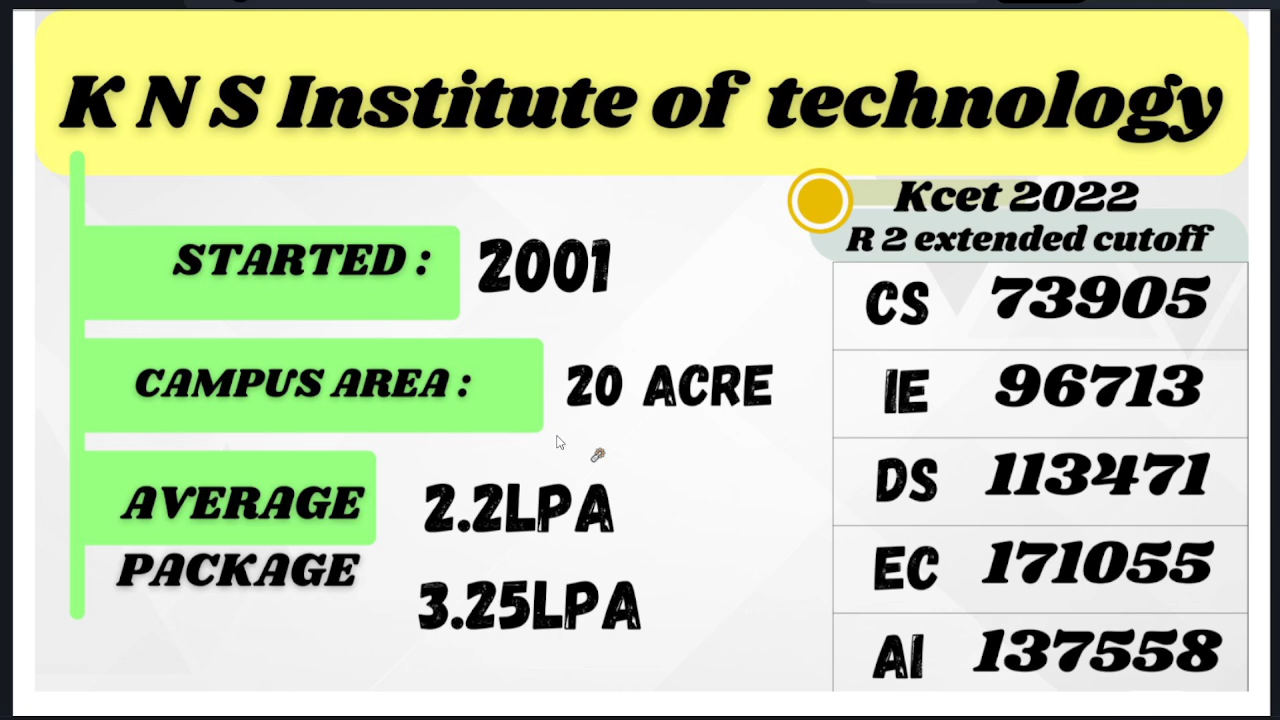 K N S Institute of technology
STARTED : 2001
CAMPUS AREA : 20 ACRE
AVERAGE PACKAGE
2.2LPA
3.25LPA
Kcet 2022
R 2 extended cutoff
CS 73905
IE 96713
DS 113471
EC 171055
AI 137558